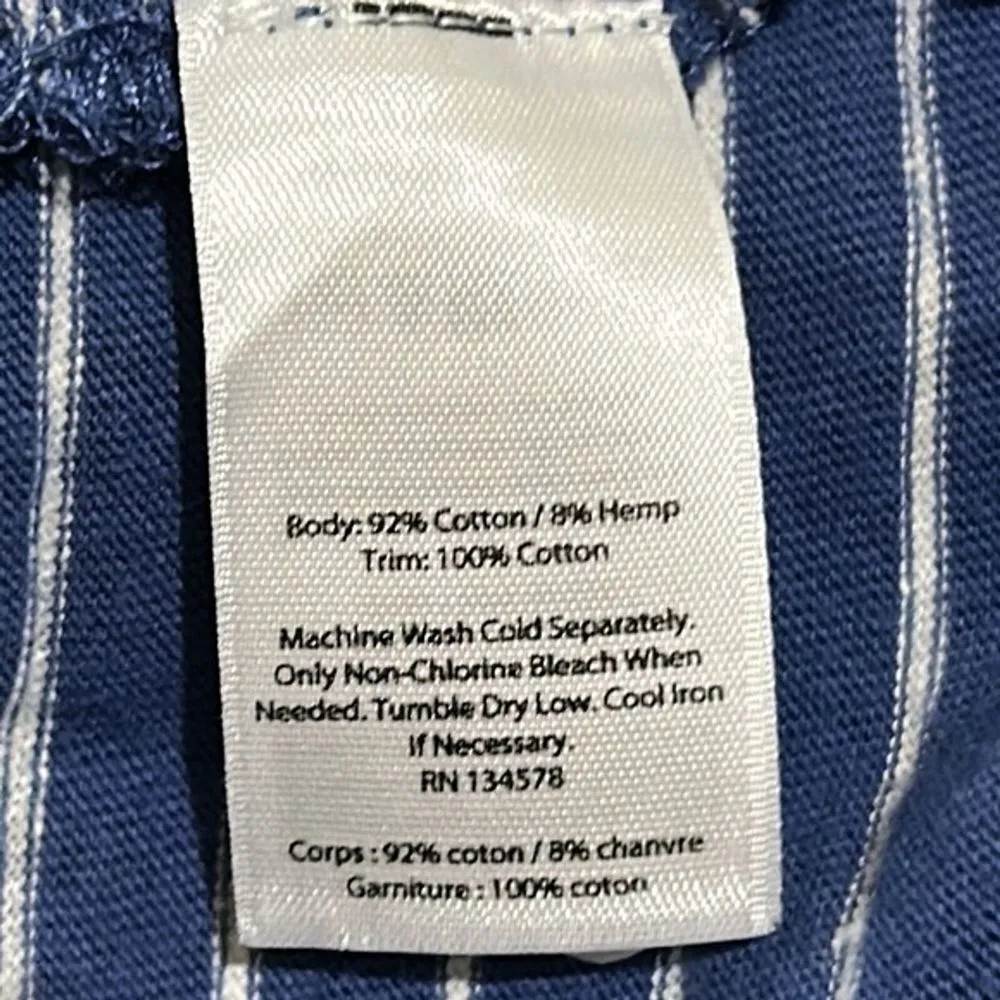 Body: 92% Cotton / 8% Hemp
Trim: 100% Cotton
Machine Wash Cold Separately.
Only Non-Chlorine Bleach When
Needed. Tumble Dry Low. Cool Iron
If Necessary.
RN 134578
Corps : 92% coton / 8% chanvre
Garniture : 100% coton